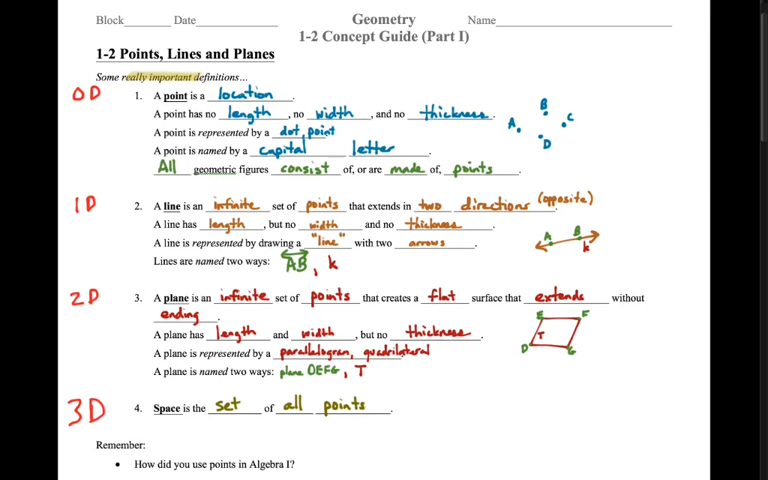 Block______ Date________ Geometry Name____________________
1-2 Concept Guide (Part I)
1-2 Points, Lines and Planes
Some really important definitions…
0D
1. A point is a location.
A point has no length, no width, and no thickness.
A point is represented by a dot, point
A point is named by a capital letter.
All geometric figures consist of, or are made of, points.
A B C D
1D
2. A line is an infinite set of points that extends in two directions (opposite)
A line has length, but no width and no thickness.
A line is represented by drawing a "line" with two arrows.
Lines are named two ways: AB, k
A B k
2D
3. A plane is an infinite set of points that creates a flat surface that extends without
ending.
A plane has length and width, but no thickness.
A plane is represented by a parallelogram, quadrilateral
A plane is named two ways: plane DEFG, T
E F T D G
3D
4. Space is the set of all points.
Remember:
• How did you use points in Algebra I?